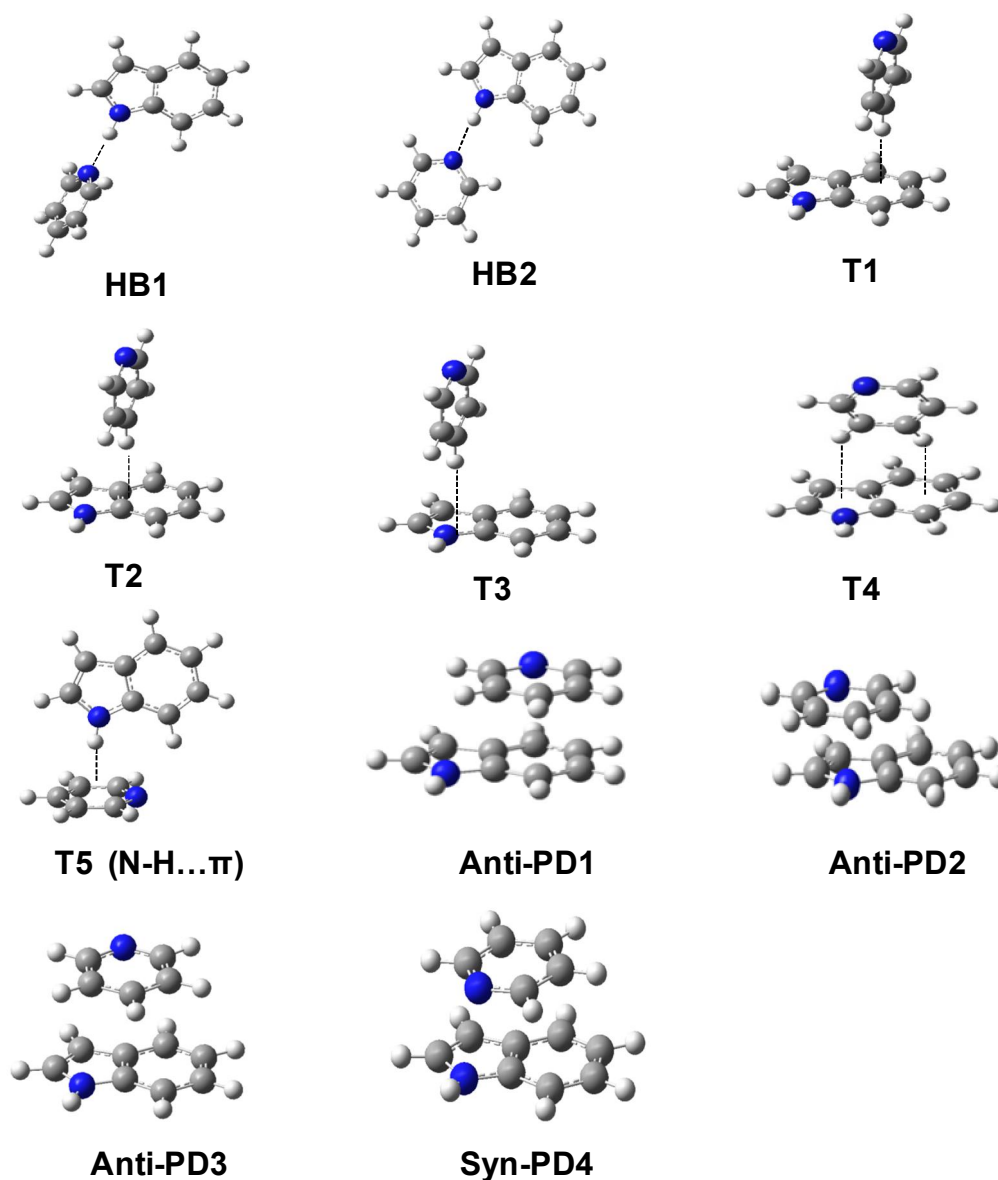 HB1
HB2
T1
T2
T3
T4
T5 (N-H...π)
Anti-PD1
Anti-PD2
Anti-PD3
Syn-PD4